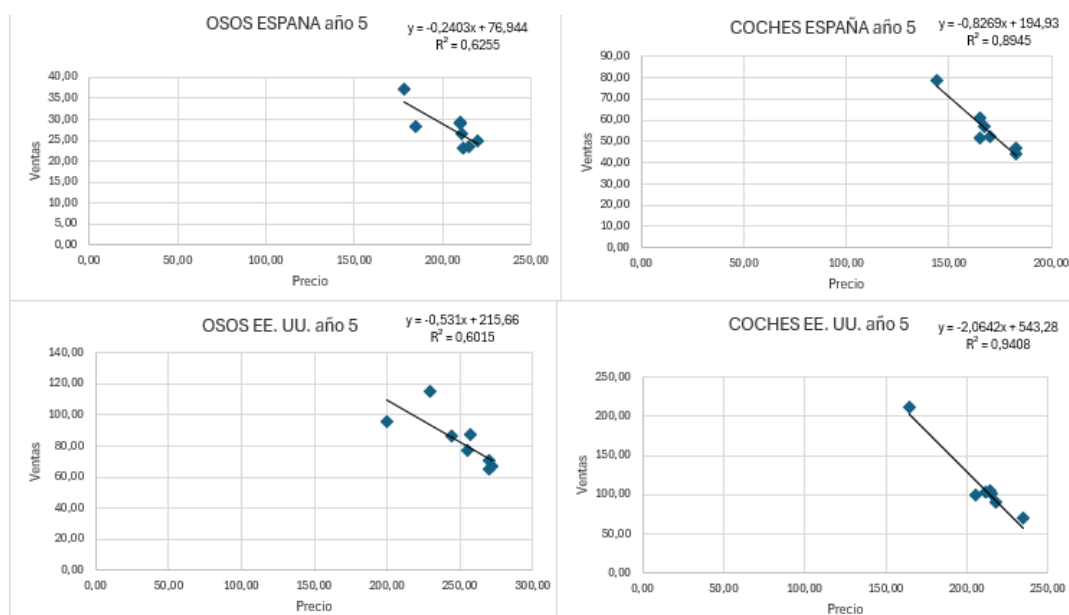 OSOS ESPANA año 5
y = -0,2403x + 76,944
R² = 0,6255
40,00
35,00
30,00
25,00
20,00
15,00
10,00
5,00
0,00
Ventas
0,00 50,00 100,00 150,00 200,00 250,00
Precio
COCHES ESPAÑA año 5
y = -0,8269x + 194,93
R² = 0,8945
90,00
80,00
70,00
60,00
50,00
40,00
30,00
20,00
10,00
0,00
Ventas
0,00 50,00 100,00 150,00 200,00
Precio
OSOS EE. UU. año 5
y = -0,531x + 215,66
R² = 0,6015
140,00
120,00
100,00
80,00
60,00
40,00
20,00
0,00
Ventas
0,00 50,00 100,00 150,00 200,00 250,00 300,00
Precio
COCHES EE. UU. año 5
y = -2,0642x + 543,28
R² = 0,9408
250,00
200,00
150,00
100,00
50,00
0,00
Ventas
0,00 50,00 100,00 150,00 200,00 250,00
Precio